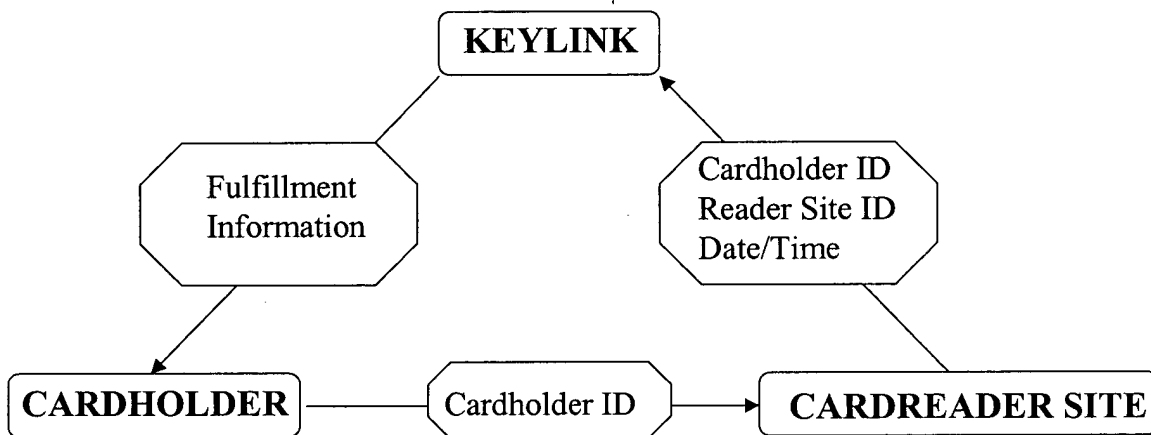 KEYLINK
Fulfillment
Information
Cardholder ID
Reader Site ID
Date/Time
CARDHOLDER
Cardholder ID
CARDREADER SITE